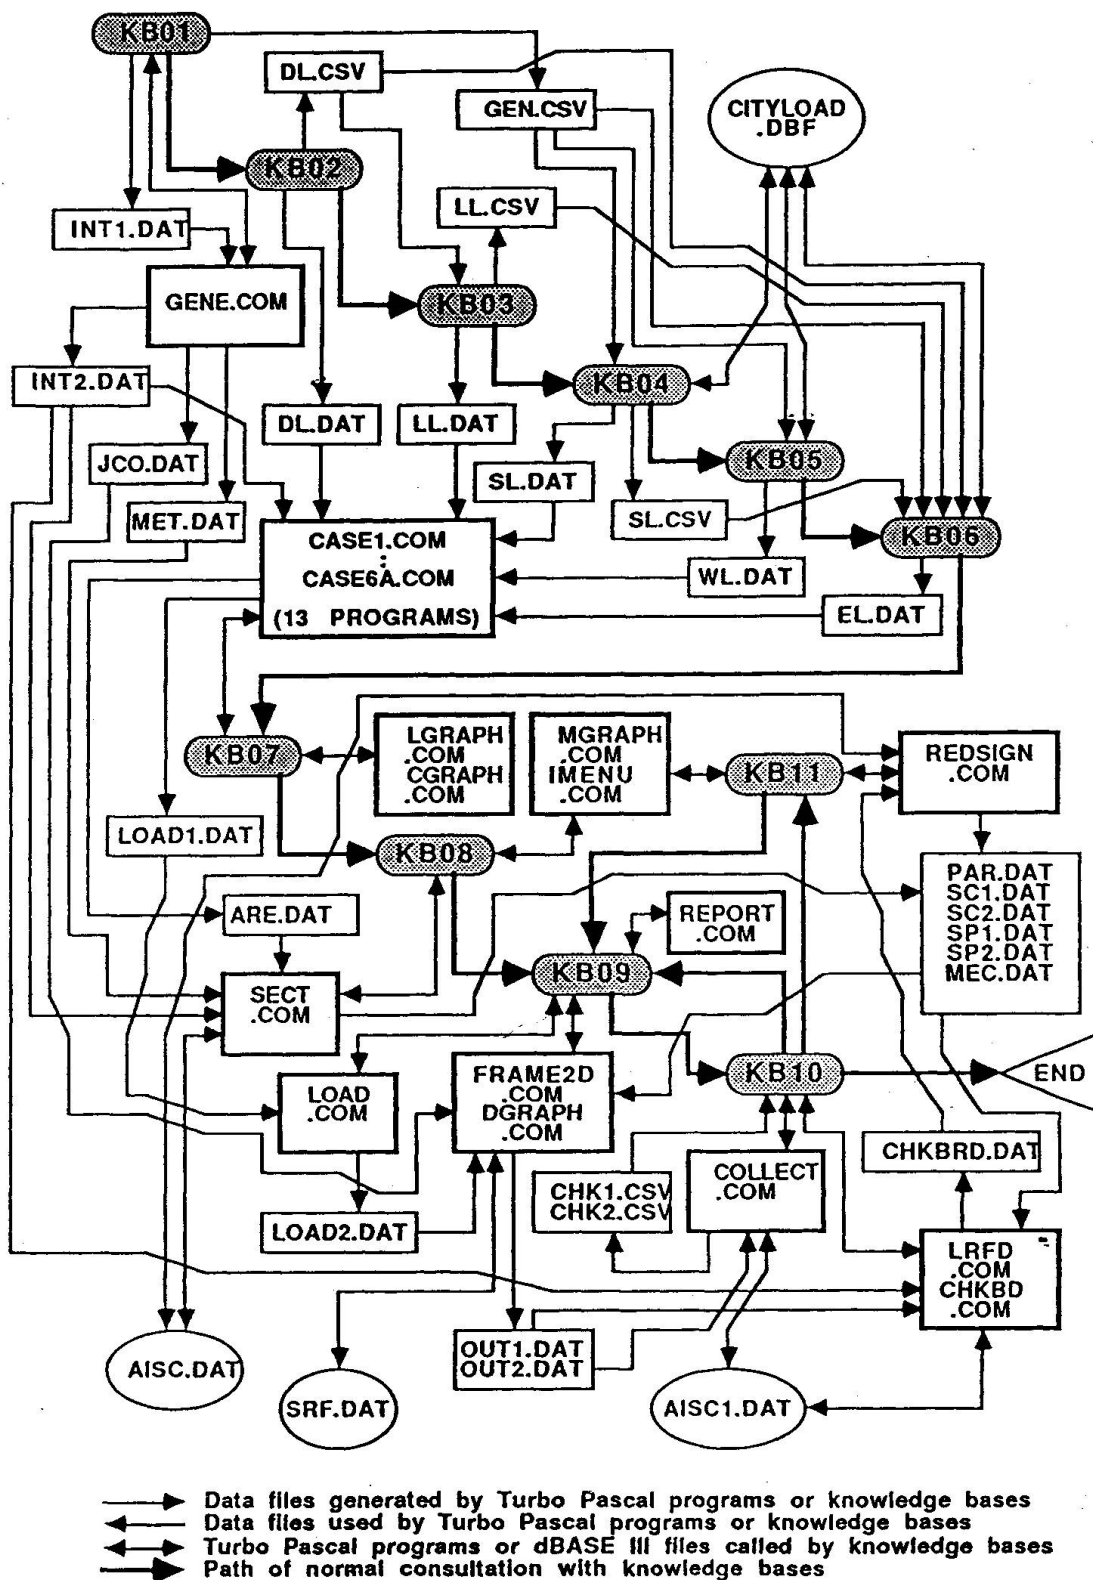 KB01
DL.CSV
GEN.CSV
CITYLOAD
.DBF
KB02
INT1.DAT
LL.CSV
GENE.COM
KB03
INT2.DAT
KB04
DL.DAT
LL.DAT
JCO.DAT
KB05
SL.DAT
MET.DAT
SL.CSV
CASE1.COM
:
CASE6A.COM
(13 PROGRAMS)
KB06
WL.DAT
EL.DAT
KB07
LGRAPH
.COM
CGRAPH
.COM
MGRAPH
.COM
IMENU
.COM
KB11
REDSIGN
.COM
LOAD1.DAT
KB08
PAR.DAT
SC1.DAT
SC2.DAT
SP1.DAT
SP2.DAT
MEC.DAT
ARE.DAT
REPORT
.COM
KB09
SECT
.COM
KB10
END
LOAD
.COM
FRAME2D
.COM
DGRAPH
.COM
CHKBRD.DAT
CHK1.CSV
CHK2.CSV
COLLECT
.COM
LOAD2.DAT
LRFD
.COM
CHKBD
.COM
OUT1.DAT
OUT2.DAT
AISC.DAT
SRF.DAT
AISC1.DAT
Data files generated by Turbo Pascal programs or knowledge bases
Data files used by Turbo Pascal programs or knowledge bases
Turbo Pascal programs or dBASE III files called by knowledge bases
Path of normal consultation with knowledge bases